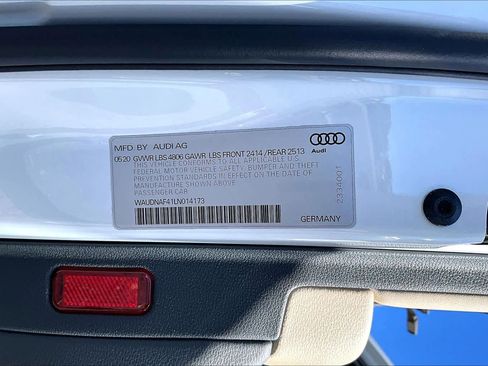 MFD. BY AUDI AG
05 20 GVWR LBS 4806 GAWR LBS FRONT 2414 / REAR 2513
THIS VEHICLE CONFORMS TO ALL APPLICABLE U.S.
FEDERAL MOTOR VEHICLE SAFETY, BUMPER AND THEFT
PREVENTION STANDARDS IN EFFECT ON THE DATE OF
MANUFACTURE SHOWN ABOVE.
PASSENGER CAR
WAUDNAF41LN014173
Audi
2334001
GERMANY